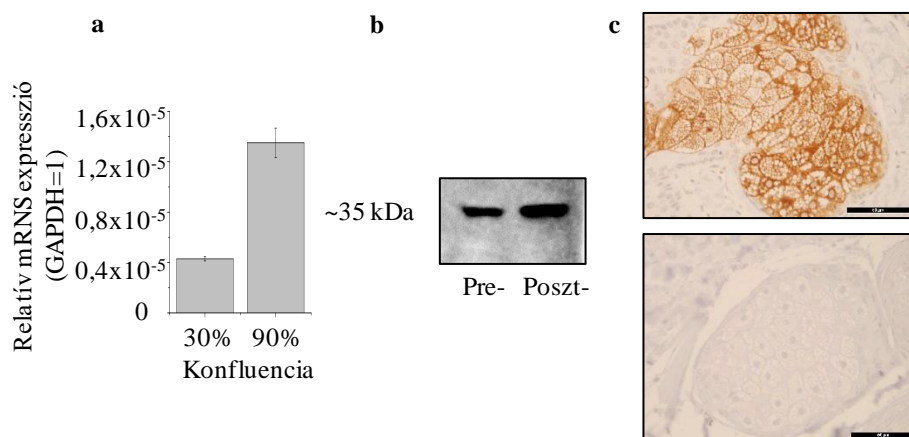 a
b
c
Relatív mRNS expresszió
(GAPDH=1)
1,6x10⁻⁵
1,2x10⁻⁵
0,8x10⁻⁵
0,4x10⁻⁵
0
30%
90%
Konfluencia
~35 kDa
Pre-
Poszt-